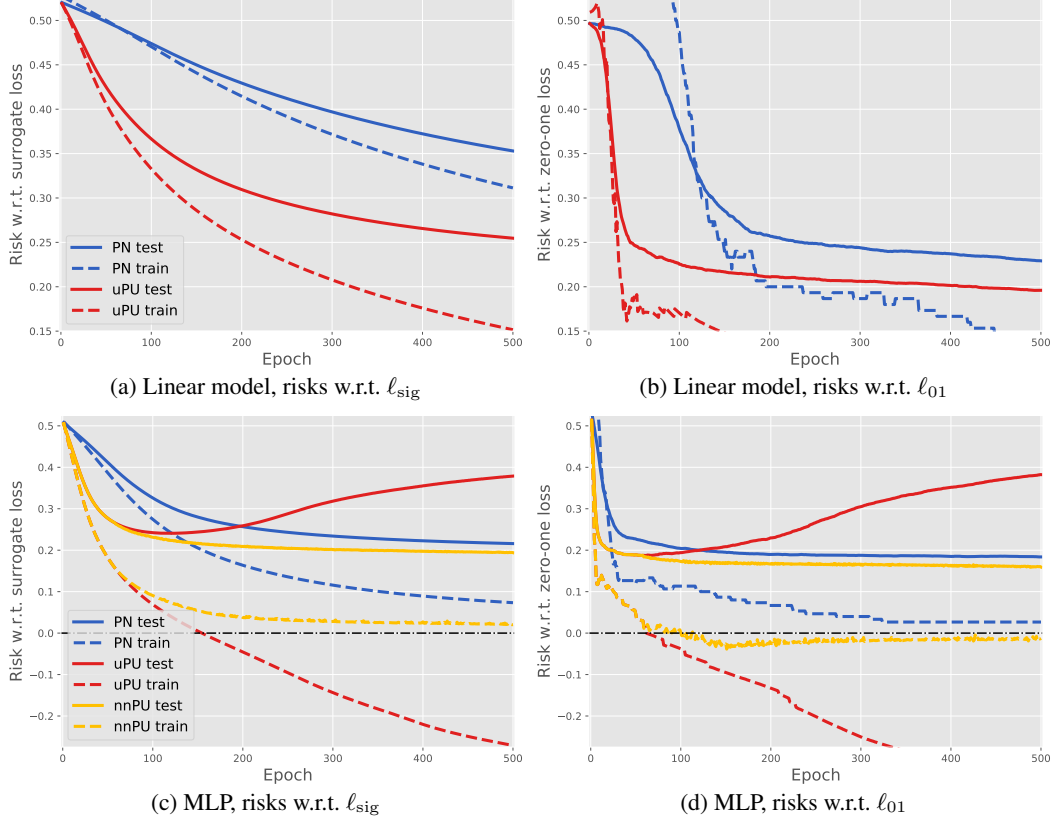 0.50
0.45
0.40
0.35
0.30
0.25
0.20
0.15
Risk w.r.t. surrogate loss
PN test
PN train
uPU test
uPU train
0 100 200 300 400 500
Epoch
(a) Linear model, risks w.r.t. ℓsig
0.50
0.45
0.40
0.35
0.30
0.25
0.20
0.15
Risk w.r.t. zero-one loss
0 100 200 300 400 500
Epoch
(b) Linear model, risks w.r.t. ℓ01
0.5
0.4
0.3
0.2
0.1
0.0
−0.1
−0.2
Risk w.r.t. surrogate loss
PN test
PN train
uPU test
uPU train
nnPU test
nnPU train
0 100 200 300 400 500
Epoch
(c) MLP, risks w.r.t. ℓsig
0.5
0.4
0.3
0.2
0.1
0.0
−0.1
−0.2
Risk w.r.t. zero-one loss
0 100 200 300 400 500
Epoch
(d) MLP, risks w.r.t. ℓ01